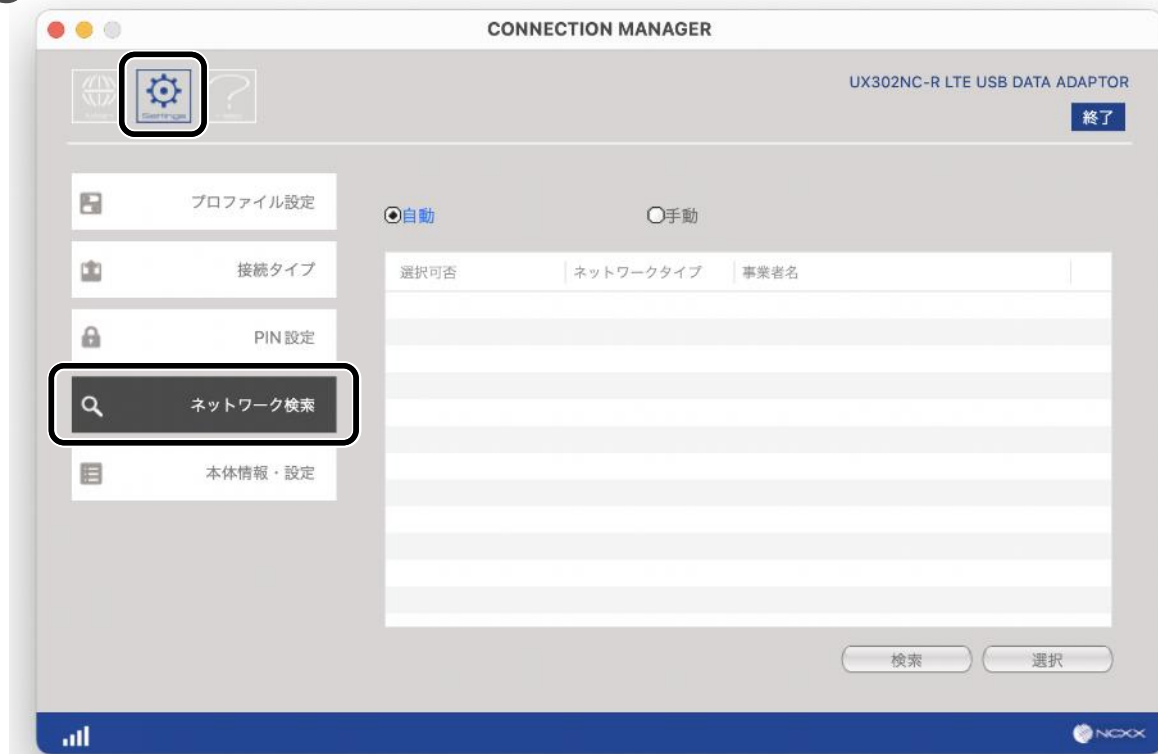 CONNECTION MANAGER
Settings
UX302NC-R LTE USB DATA ADAPTOR
終了
プロファイル設定
接続タイプ
PIN 設定
ネットワーク検索
本体情報・設定
自動 手動
選択可否 ネットワークタイプ 事業者名
検索 選択
NCXX